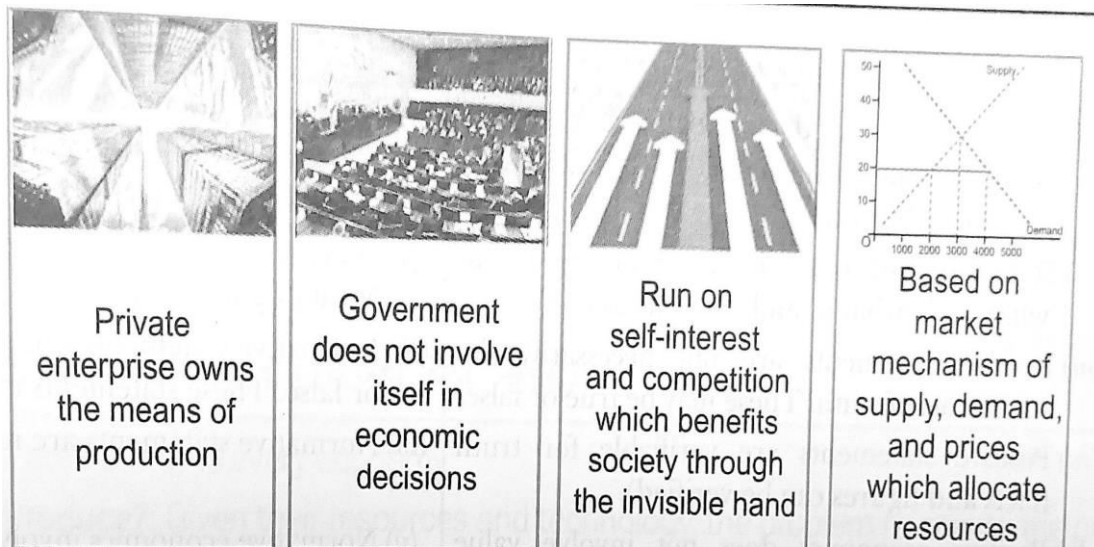 Private
enterprise owns
the means of
production
Government
does not involve
itself in
economic
decisions
Run on
self-interest
and competition
which benefits
society through
the invisible hand
50
40
30
20
10
O
1000 2000 3000 4000 5000
Supply
Demand
Based on
market
mechanism of
supply, demand,
and prices
which allocate
resources